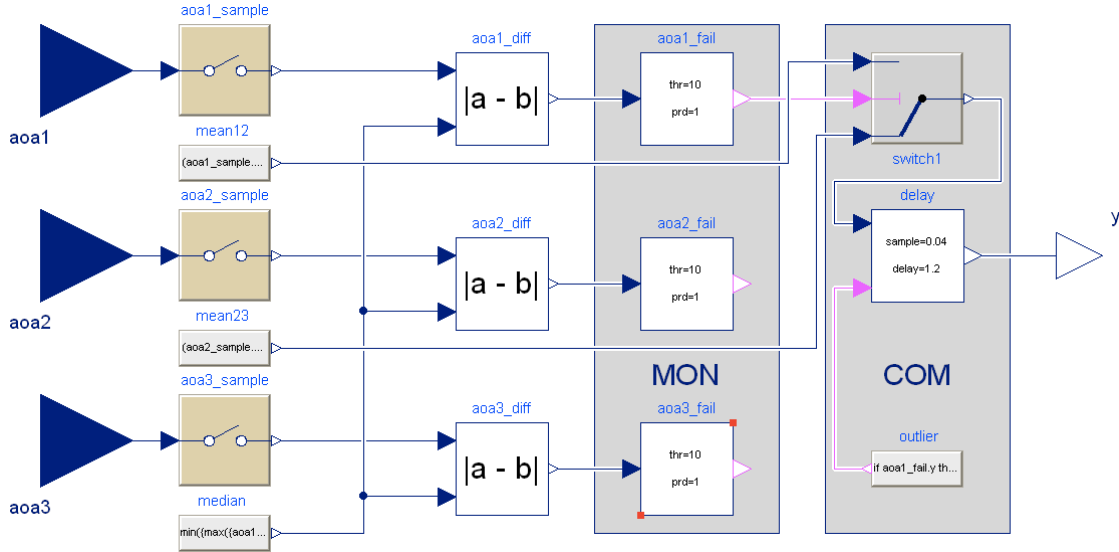 aoa1_sample
aoa1_diff
aoa1_fail
|a - b|
thr=10
prd=1
aoa1
mean12
(aoa1_sample....
switch1
aoa2_sample
aoa2_diff
aoa2_fail
delay
y
|a - b|
thr=10
prd=1
sample=0.04
delay=1.2
aoa2
mean23
(aoa2_sample....
MON
COM
aoa3_sample
aoa3_diff
aoa3_fail
outlier
|a - b|
thr=10
prd=1
if aoa1_fail.y th...
aoa3
median
min({max({aoa1...